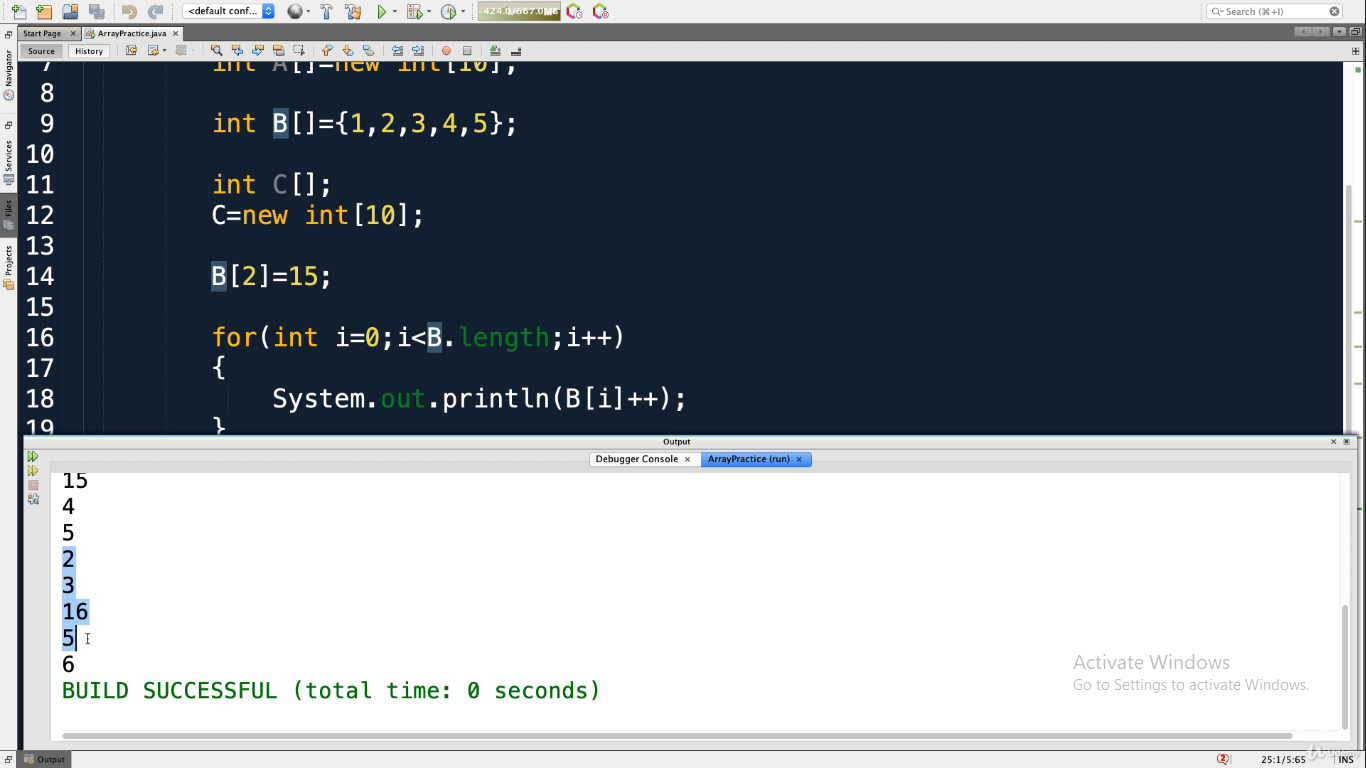 <default conf...
424.0/667.0MB
Search (⌘+I)
Start Page
ArrayPractice.java
Source
History
Navigator
Services
Files
Projects
7 int A[]=new int[10];
8
9 int B[]={1,2,3,4,5};
10
11 int C[];
12 C=new int[10];
13
14 B[2]=15;
15
16 for(int i=0;i<B.length;i++)
17 {
18 System.out.println(B[i]++);
19 }
Output
Debugger Console
ArrayPractice (run)
15
4
5
2
3
16
5
6
BUILD SUCCESSFUL (total time: 0 seconds)
Activate Windows
Go to Settings to activate Windows.
Output
2
25:1/5:65
INS
Udemy